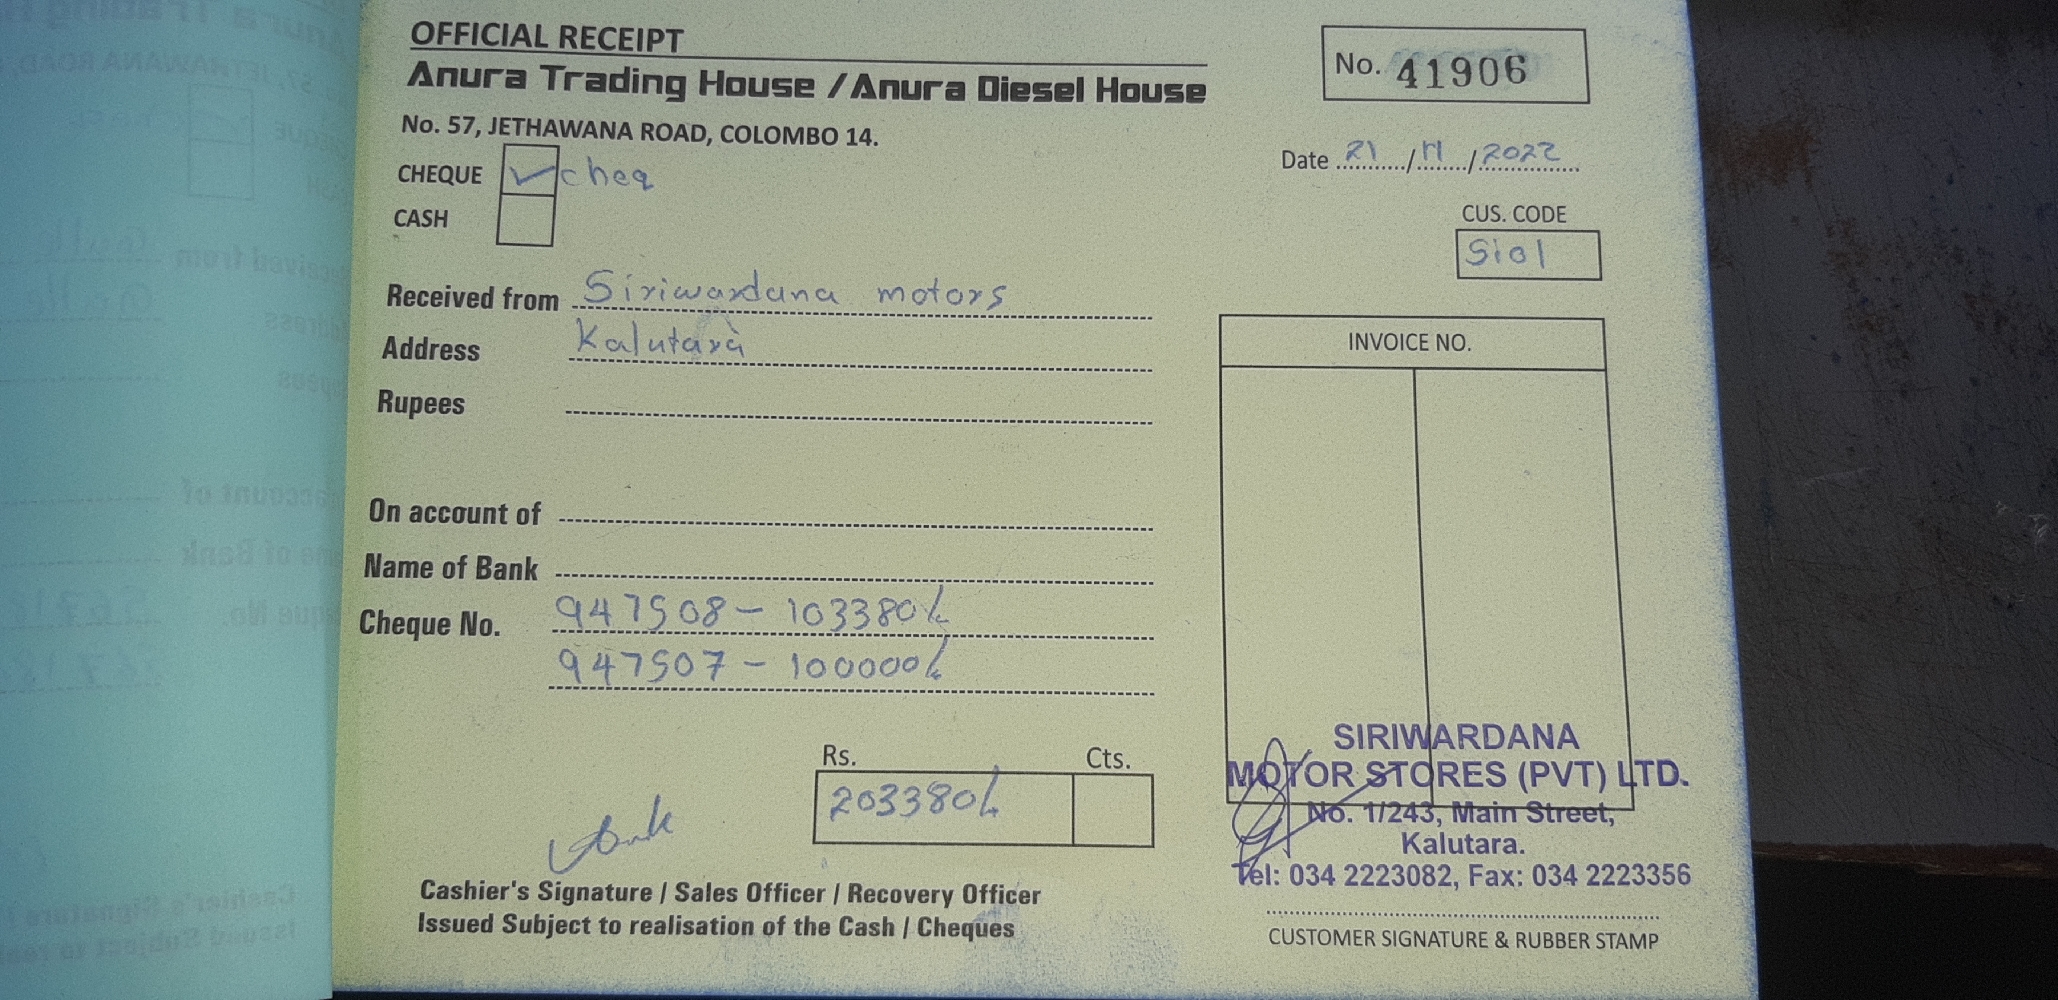 OFFICIAL RECEIPT
Anura Trading House / Anura Diesel House
No. 57, JETHAWANA ROAD, COLOMBO 14.
No. 41906
Date 21 / 11 / 2022
CHEQUE ✓ cheq
CASH
CUS. CODE
Si01
Received from Siriwardana motors
Address Kalutara
Rupees
INVOICE NO.
On account of
Name of Bank
Cheque No. 947508 - 103380/-
947507 - 100000/-
Rs. Cts.
203380/-
Cashier's Signature / Sales Officer / Recovery Officer
Issued Subject to realisation of the Cash / Cheques
SIRIWARDANA
MOTOR STORES (PVT) LTD.
No. 1/243, Main Street,
Kalutara.
Tel: 034 2223082, Fax: 034 2223356
CUSTOMER SIGNATURE & RUBBER STAMP